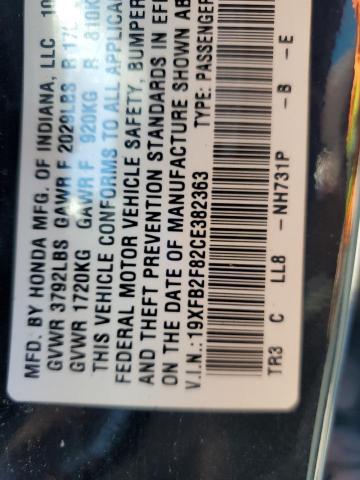 MFD. BY HONDA MFG. OF INDIANA, LLC 10
GVWR 3792LBS GAWR F 2029LBS R
GVWR 1720KG GAWR F 920KG R 810K
THIS VEHICLE CONFORMS TO ALL APPLICA
FEDERAL MOTOR VEHICLE SAFETY, BUMPER
AND THEFT PREVENTION STANDARDS IN EF
ON THE DATE OF MANUFACTURE SHOWN AB
V.I.N.: 19XFB2F82CE382363 TYPE: PASSENGER
TR3 C LL8 -NH731P -B -E